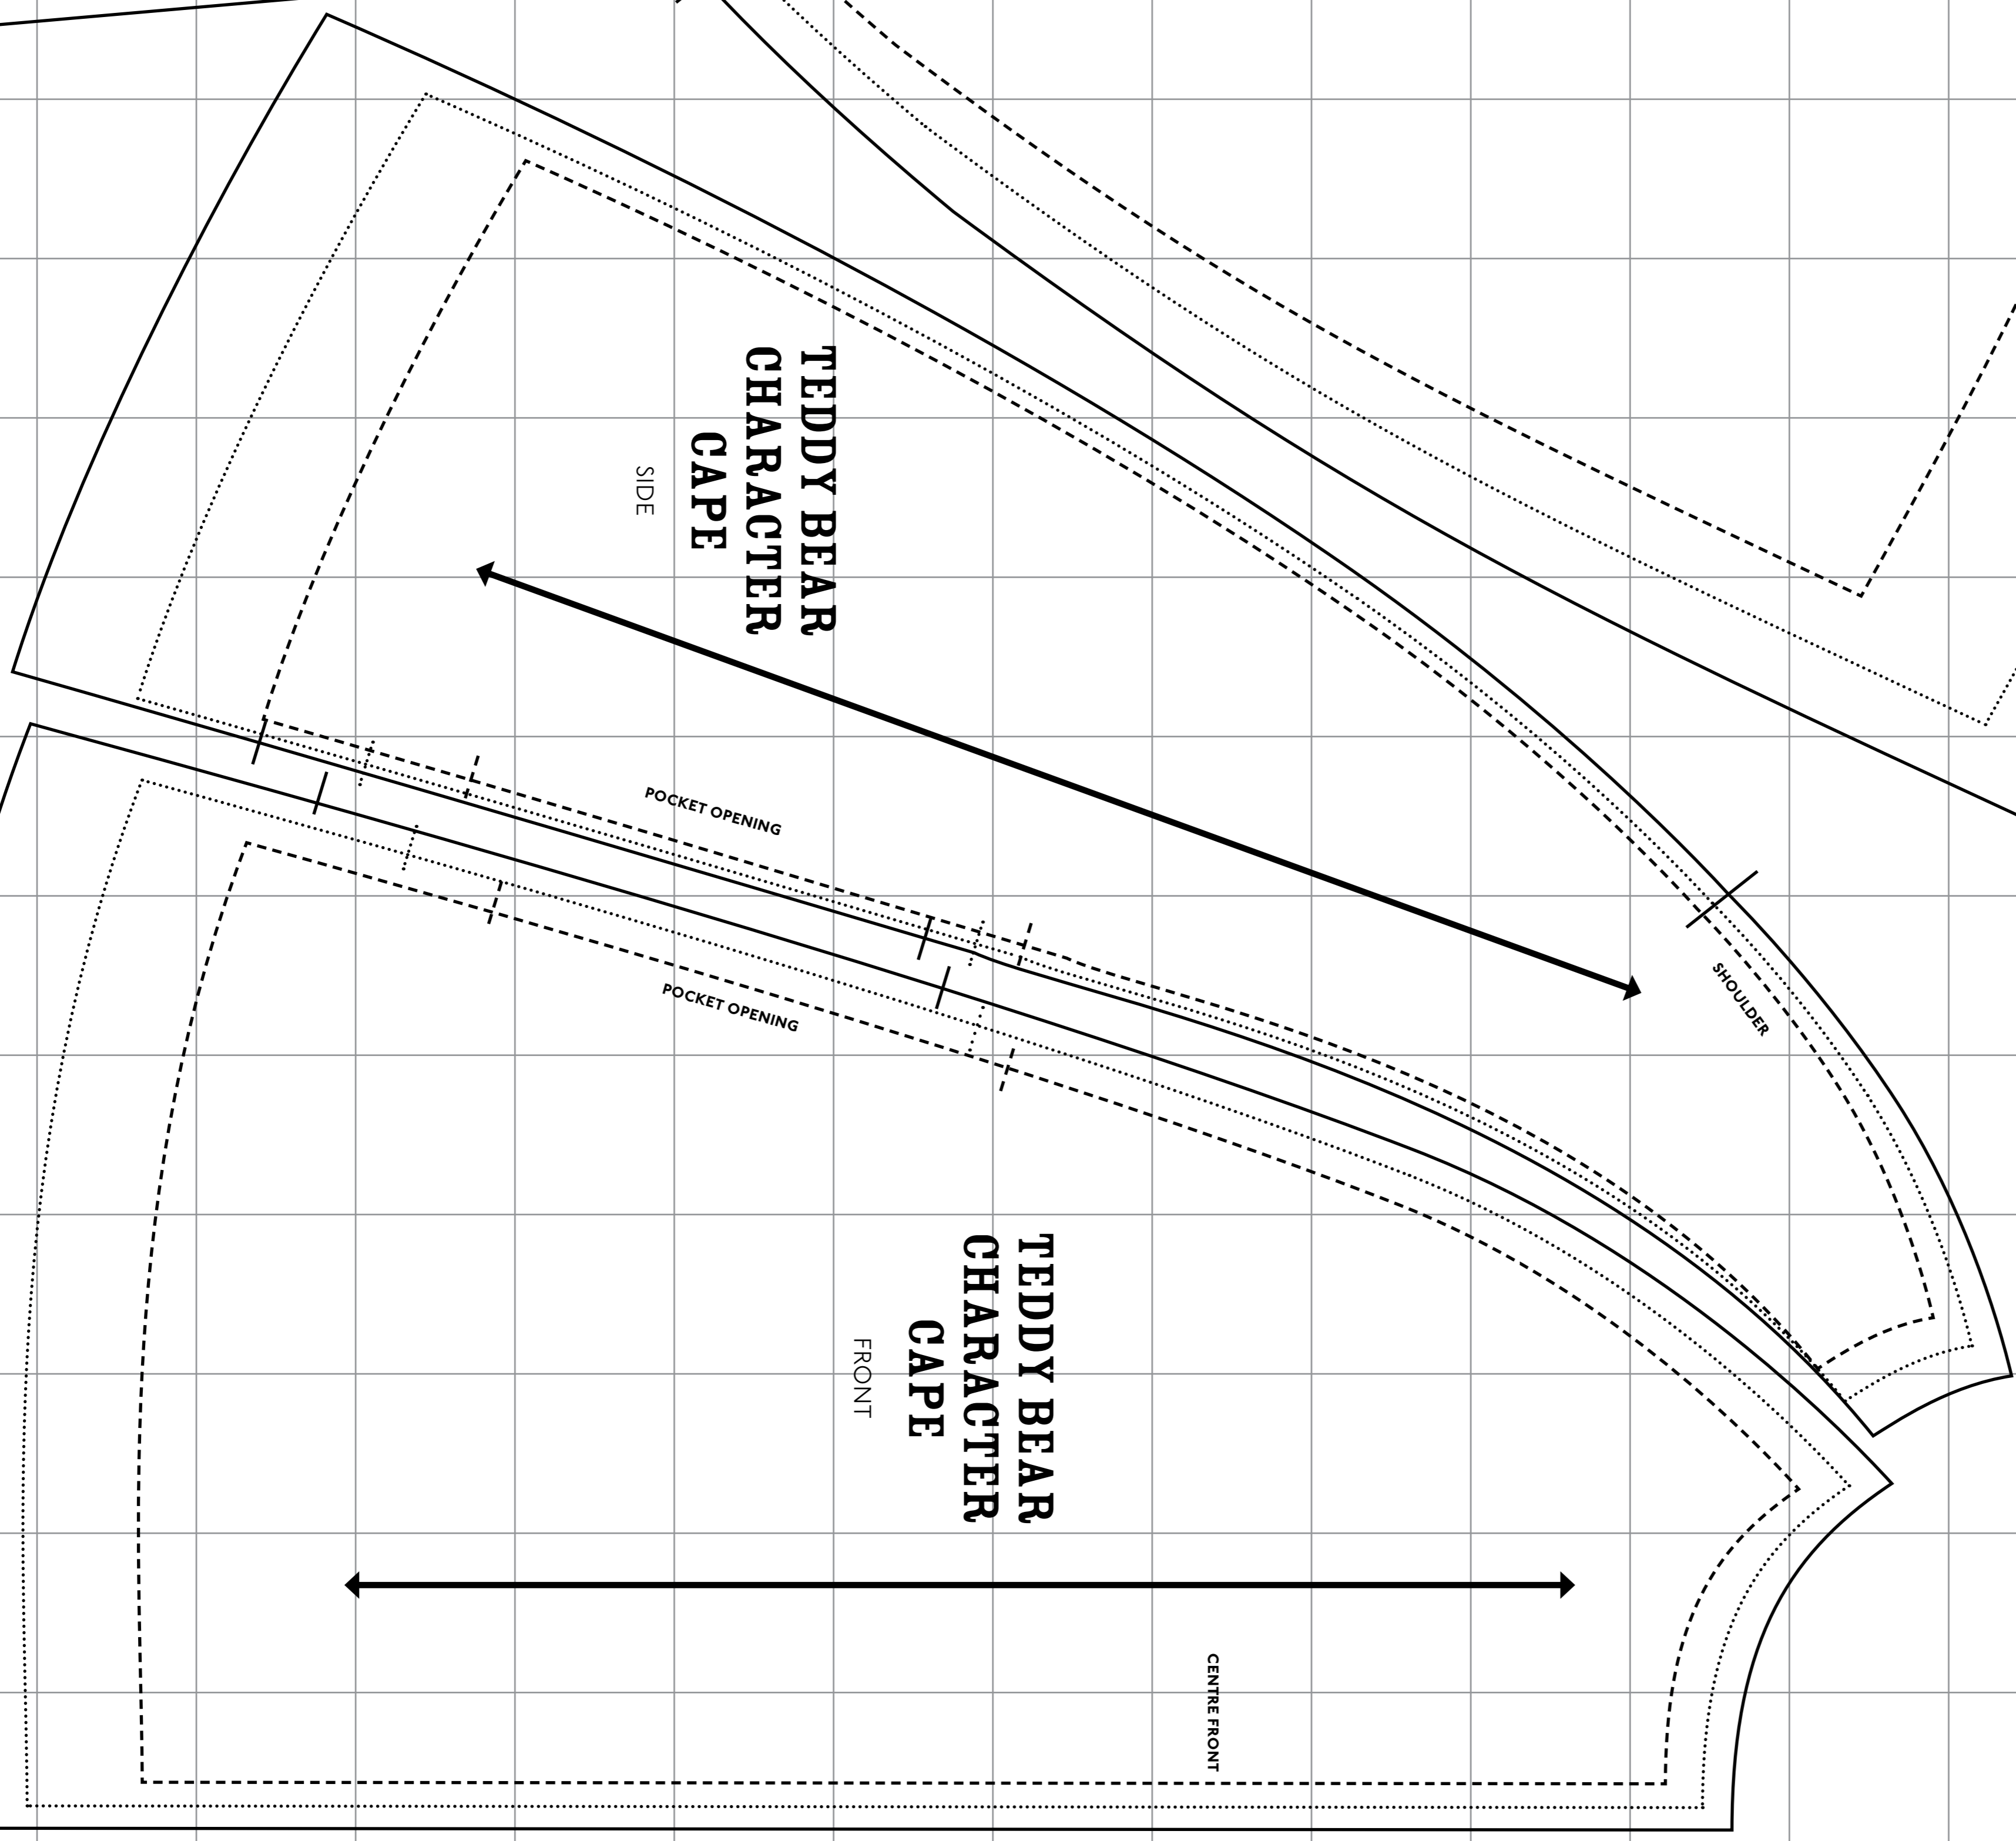 TEDDY BEAR
CHARACTER
CAPE
SIDE
POCKET OPENING
SHOULDER
POCKET OPENING
TEDDY BEAR
CHARACTER
CAPE
FRONT
CENTRE FRONT